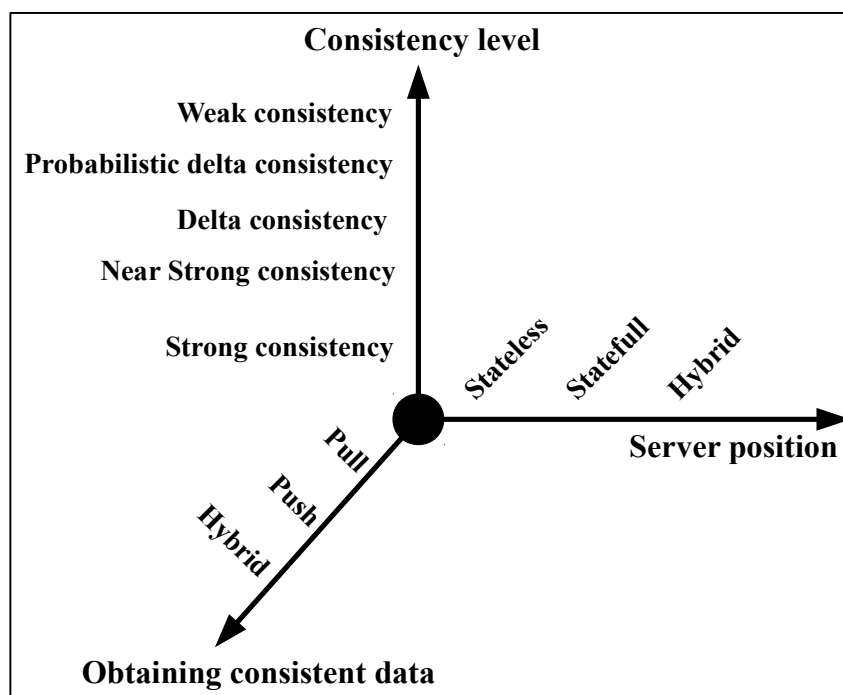 Consistency level
Weak consistency
Probabilistic delta consistency
Delta consistency
Near Strong consistency
Strong consistency
Stateless
Statefull
Hybrid
Server position
Pull
Push
Hybrid
Obtaining consistent data